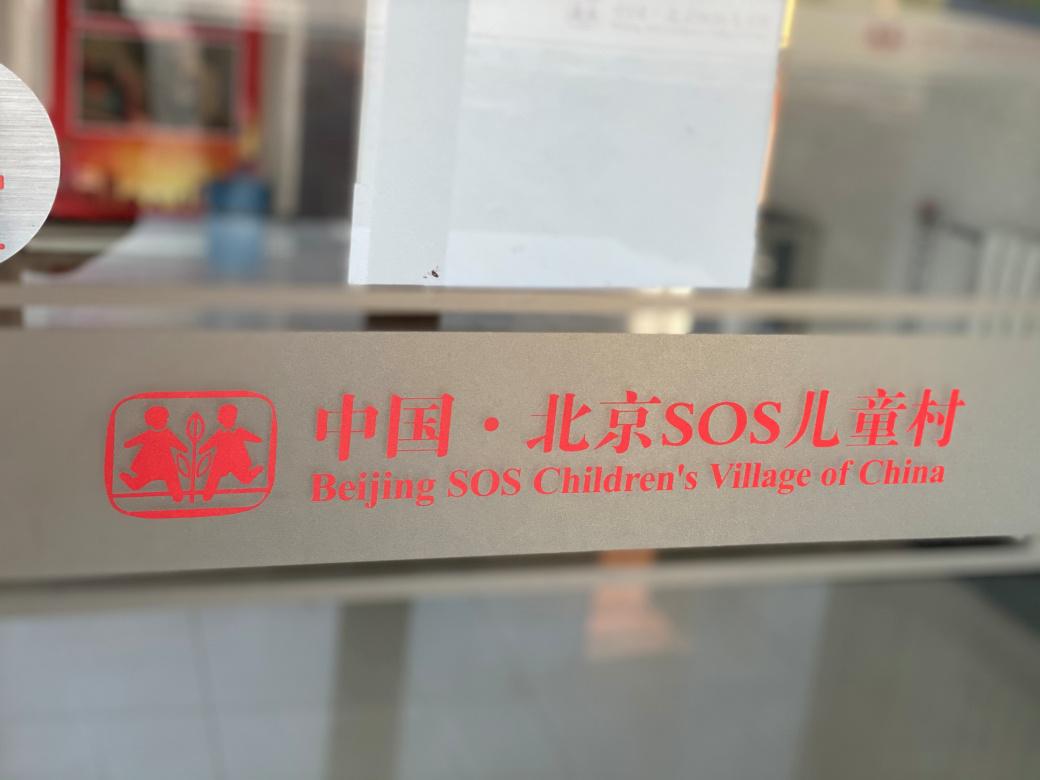 中国·北京SOS儿童村
Beijing SOS Children's Village of China